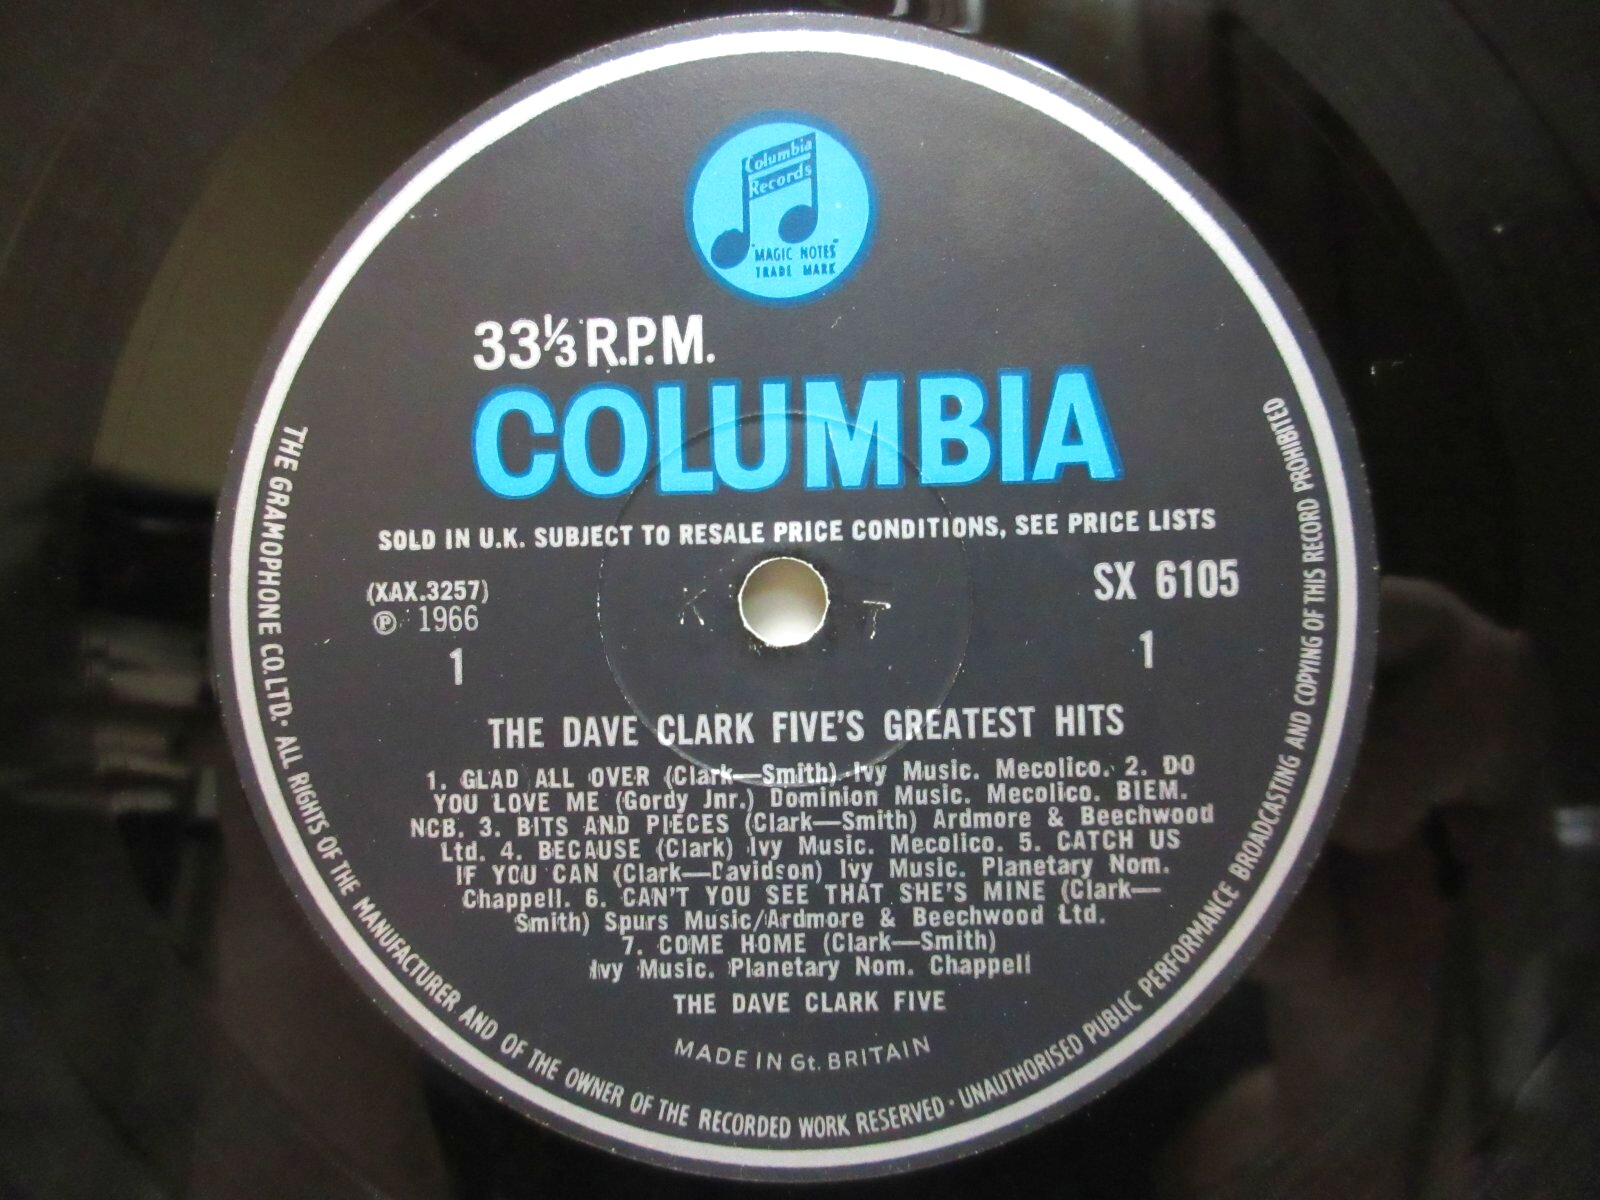 Columbia
Records
"MAGIC NOTES"
TRADE MARK
33⅓ R.P.M.
COLUMBIA
SOLD IN U.K. SUBJECT TO RESALE PRICE CONDITIONS, SEE PRICE LISTS
(XAX.3257)
℗ 1966
1
SX 6105
1
K T
THE DAVE CLARK FIVE'S GREATEST HITS
1. GLAD ALL OVER (Clark—Smith) Ivy Music. Mecolico. 2. DO
YOU LOVE ME (Gordy Jnr.) Dominion Music. Mecolico. BIEM.
NCB. 3. BITS AND PIECES (Clark—Smith) Ardmore & Beechwood
Ltd. 4. BECAUSE (Clark) Ivy Music. Mecolico. 5. CATCH US
IF YOU CAN (Clark—Davidson) Ivy Music. Planetary Nom.
Chappell. 6. CAN'T YOU SEE THAT SHE'S MINE (Clark—
Smith) Spurs Music/Ardmore & Beechwood Ltd.
7. COME HOME (Clark—Smith)
Ivy Music. Planetary Nom. Chappell
THE DAVE CLARK FIVE
MADE IN Gt. BRITAIN
THE GRAMOPHONE CO. LTD. · ALL RIGHTS OF THE MANUFACTURER AND OF THE OWNER OF THE RECORDED WORK RESERVED · UNAUTHORISED PUBLIC PERFORMANCE BROADCASTING AND COPYING OF THIS RECORD PROHIBITED